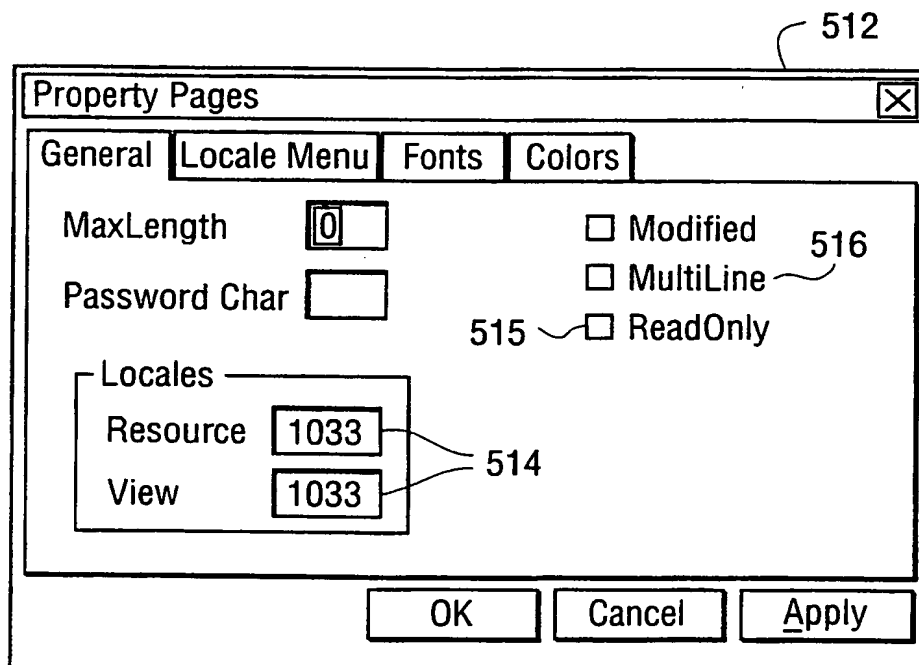 512
Property Pages
General Locale Menu Fonts Colors
MaxLength 0
Modified
516
MultiLine
Password Char
515
ReadOnly
Locales
Resource 1033
514
View 1033
OK Cancel Apply